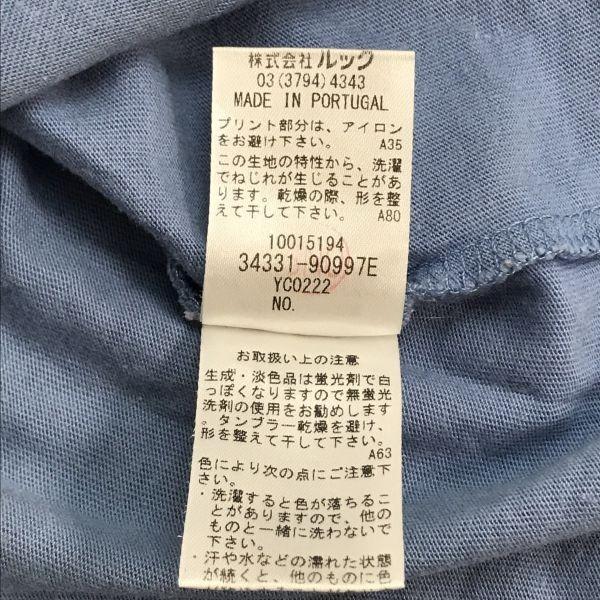 株式会社 ルック
03(3794)4343
MADE IN PORTUGAL
プリント部分は、アイロン
をお避け下さい。 A35
この生地の特性から、洗濯
でねじれが生じることがあ
ります。乾燥の際、形を整
えて干して下さい。 A80
10015194
34331-90997E
YC0222
NO.
お取扱い上の注意
生成・淡色品は蛍光剤で白
っぽくなりますので無蛍光
洗剤の使用をお勧めします
。タンブラー乾燥を避け、
形を整えて干して下さい。
A63
色により次の点にご注意下
さい。
・洗濯すると色が落ちるこ
とがありますので、他の
ものと一緒に洗わないで
下さい。
・汗や水などの濡れた状態
が続くと、他のものに色